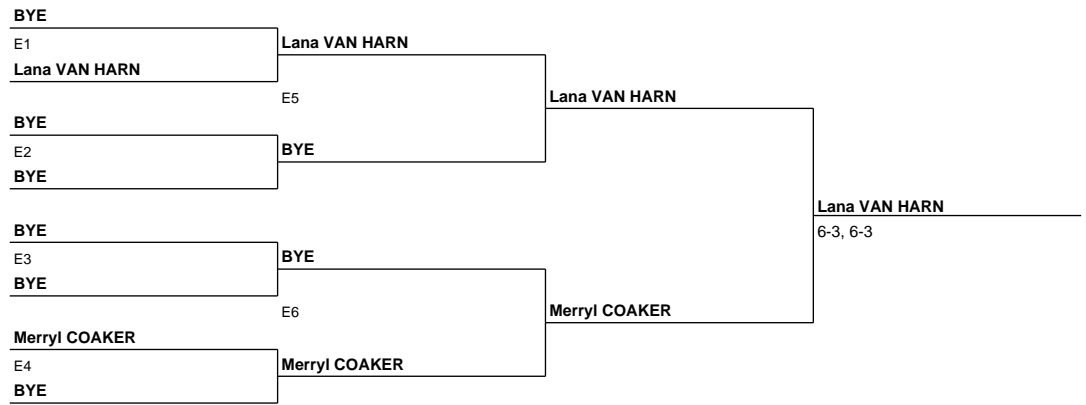 BYE
E1
Lana VAN HARN
Lana VAN HARN
E5
Lana VAN HARN
BYE
E2
BYE
BYE
Lana VAN HARN
6-3, 6-3
BYE
E3
BYE
BYE
E6
Merryl COAKER
Merryl COAKER
E4
Merryl COAKER
BYE